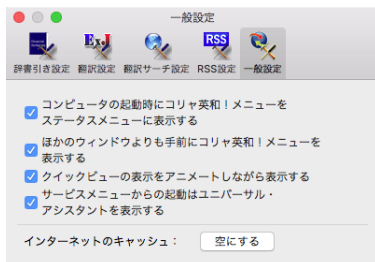 一般設定
Ex,J
RSS
辞書引き設定 翻訳設定 翻訳サーチ設定 RSS設定 一般設定
コンピュータの起動時にコリャ英和！メニューを
ステータスメニューに表示する
ほかのウィンドウよりも手前にコリャ英和！メニューを
表示する
クイックビューの表示をアニメートしながら表示する
サービスメニューからの起動はユニバーサル・
アシスタントを表示する
インターネットのキャッシュ： 空にする